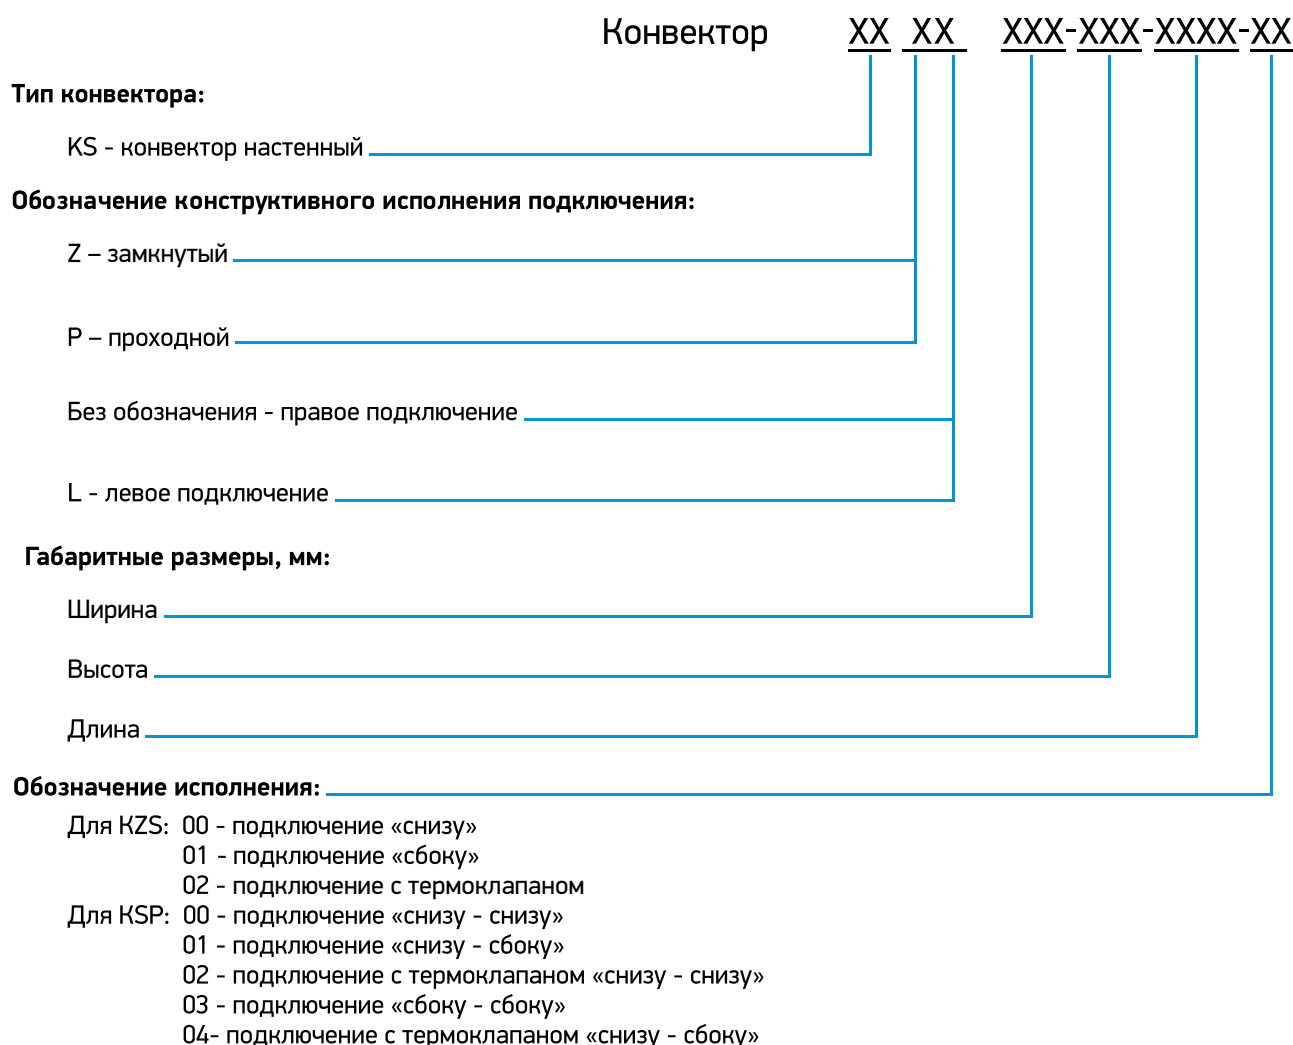 Конвектор XX XX XXX-XXX-XXXX-XX
Тип конвектора:
KS - конвектор настенный
Обозначение конструктивного исполнения подключения:
Z – замкнутый
P – проходной
Без обозначения - правое подключение
L - левое подключение
Габаритные размеры, мм:
Ширина
Высота
Длина
Обозначение исполнения:
Для KZS: 00 - подключение «снизу»
01 - подключение «сбоку»
02 - подключение с термоклапаном
Для KSP: 00 - подключение «снизу - снизу»
01 - подключение «снизу - сбоку»
02 - подключение с термоклапаном «снизу - снизу»
03 - подключение «сбоку - сбоку»
04- подключение с термоклапаном «снизу - сбоку»